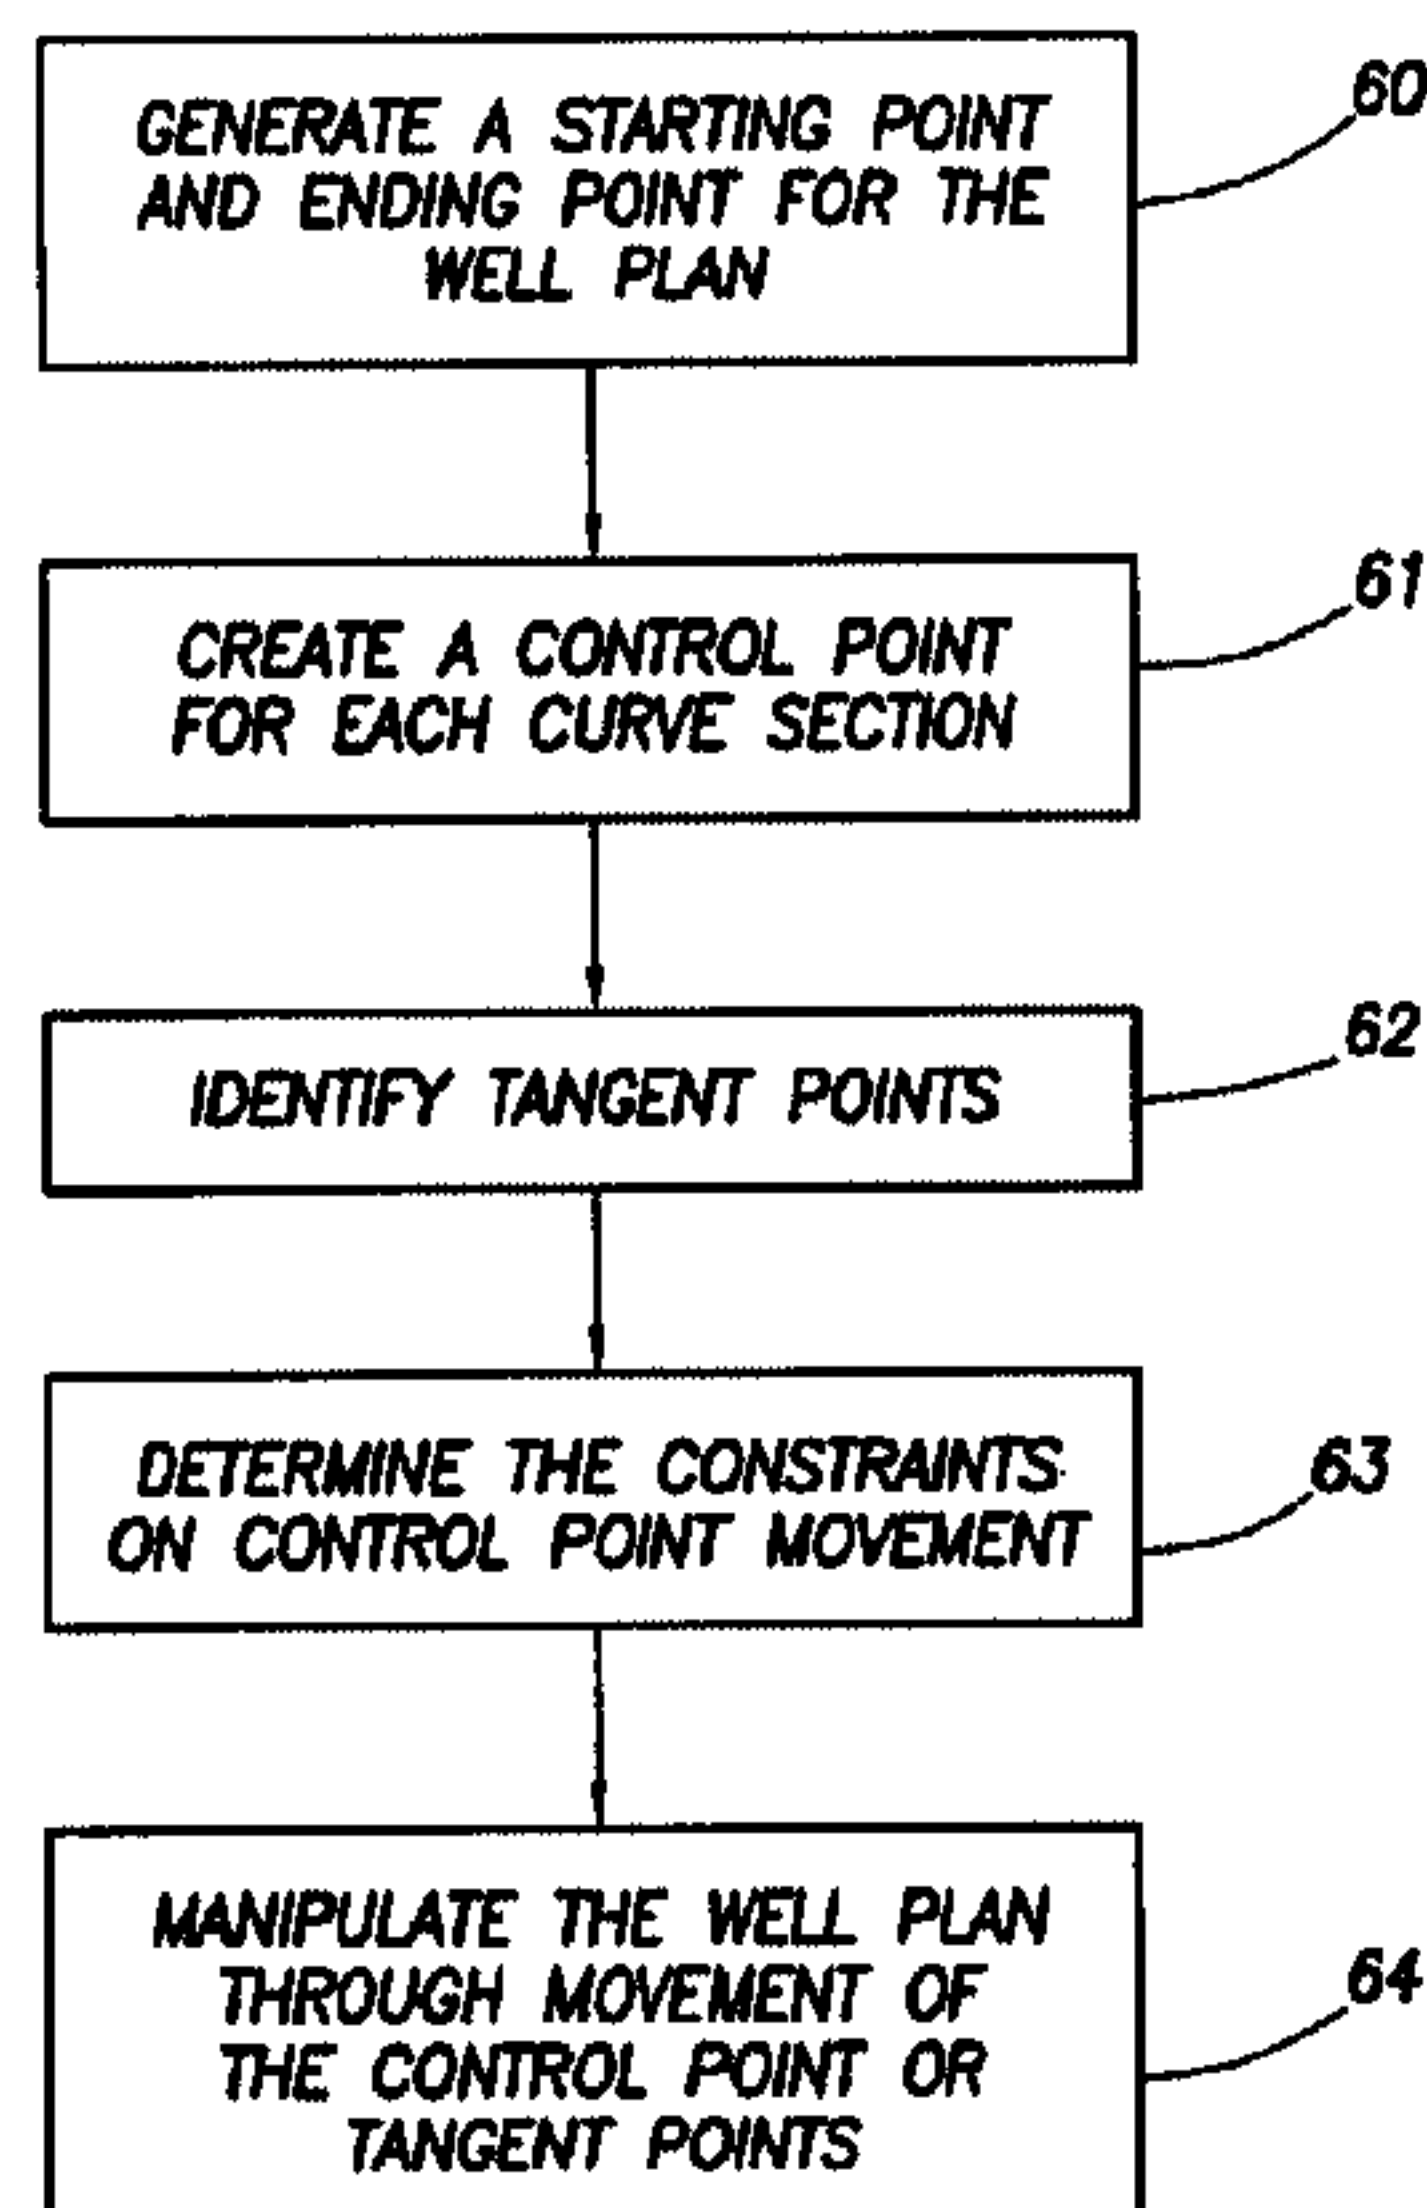 GENERATE A STARTING POINT
AND ENDING POINT FOR THE
WELL PLAN
60
CREATE A CONTROL POINT
FOR EACH CURVE SECTION
61
IDENTIFY TANGENT POINTS
62
DETERMINE THE CONSTRAINTS
ON CONTROL POINT MOVEMENT
63
MANIPULATE THE WELL PLAN
THROUGH MOVEMENT OF
THE CONTROL POINT OR
TANGENT POINTS
64